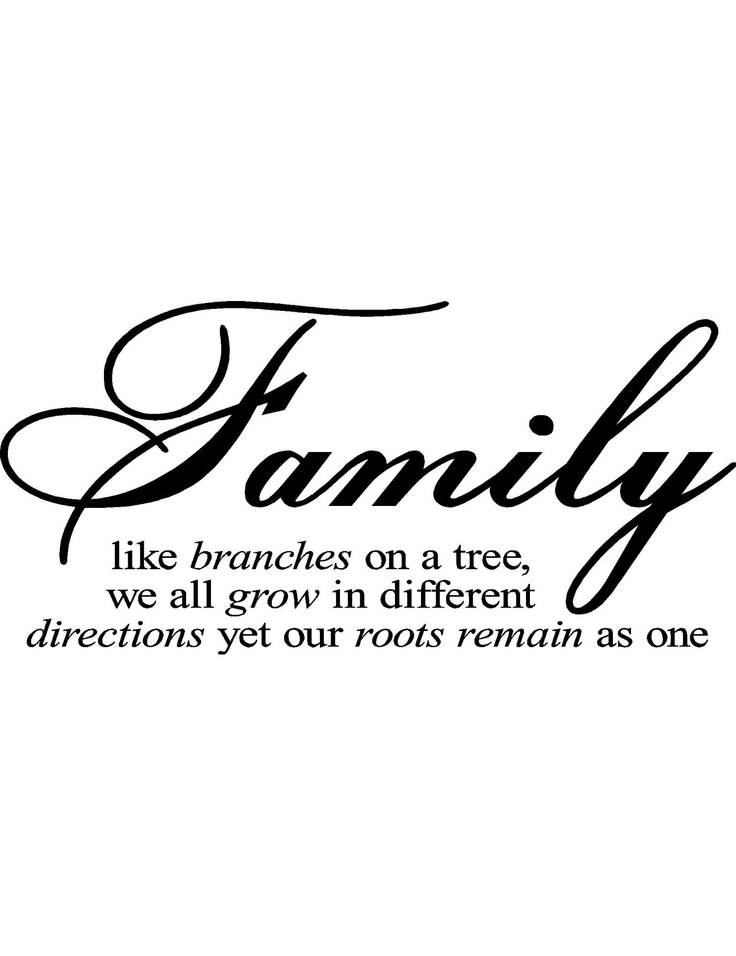 Family
like branches on a tree,
we all grow in different
directions yet our roots remain as one